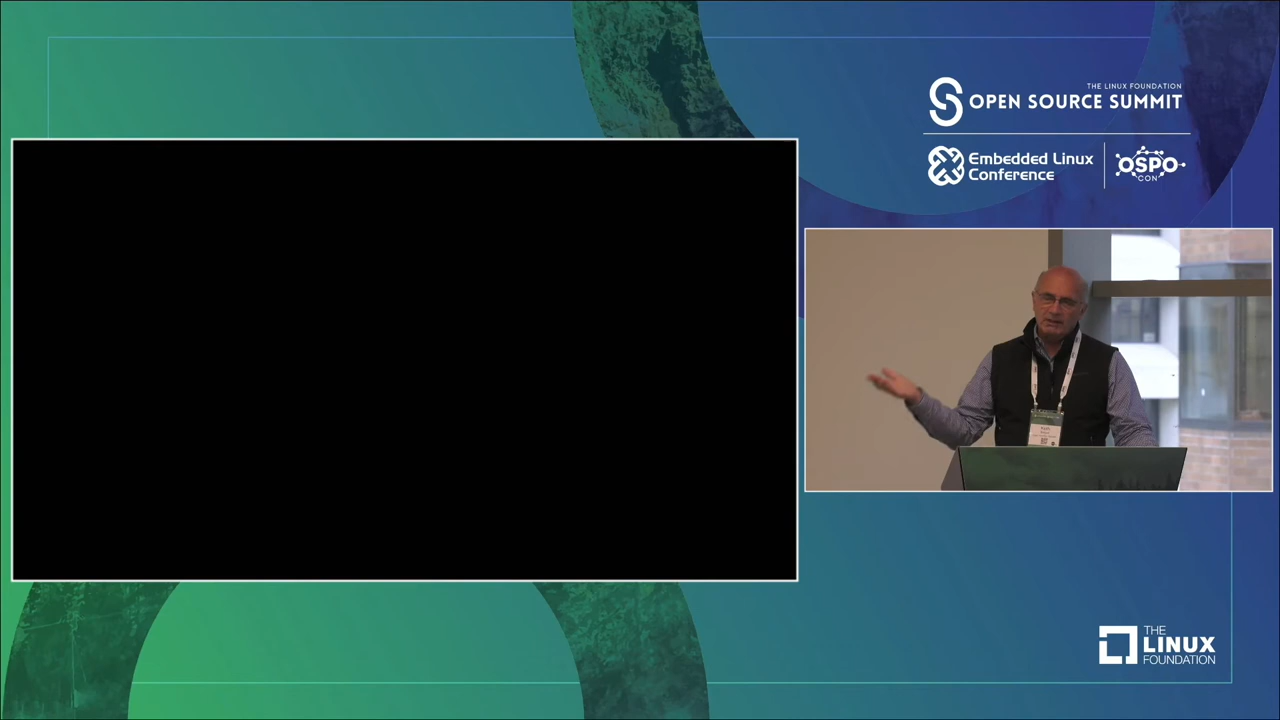 THE LINUX FOUNDATION
OPEN SOURCE SUMMIT
Embedded Linux
Conference
OSPO
CON
THE
LINUX
FOUNDATION